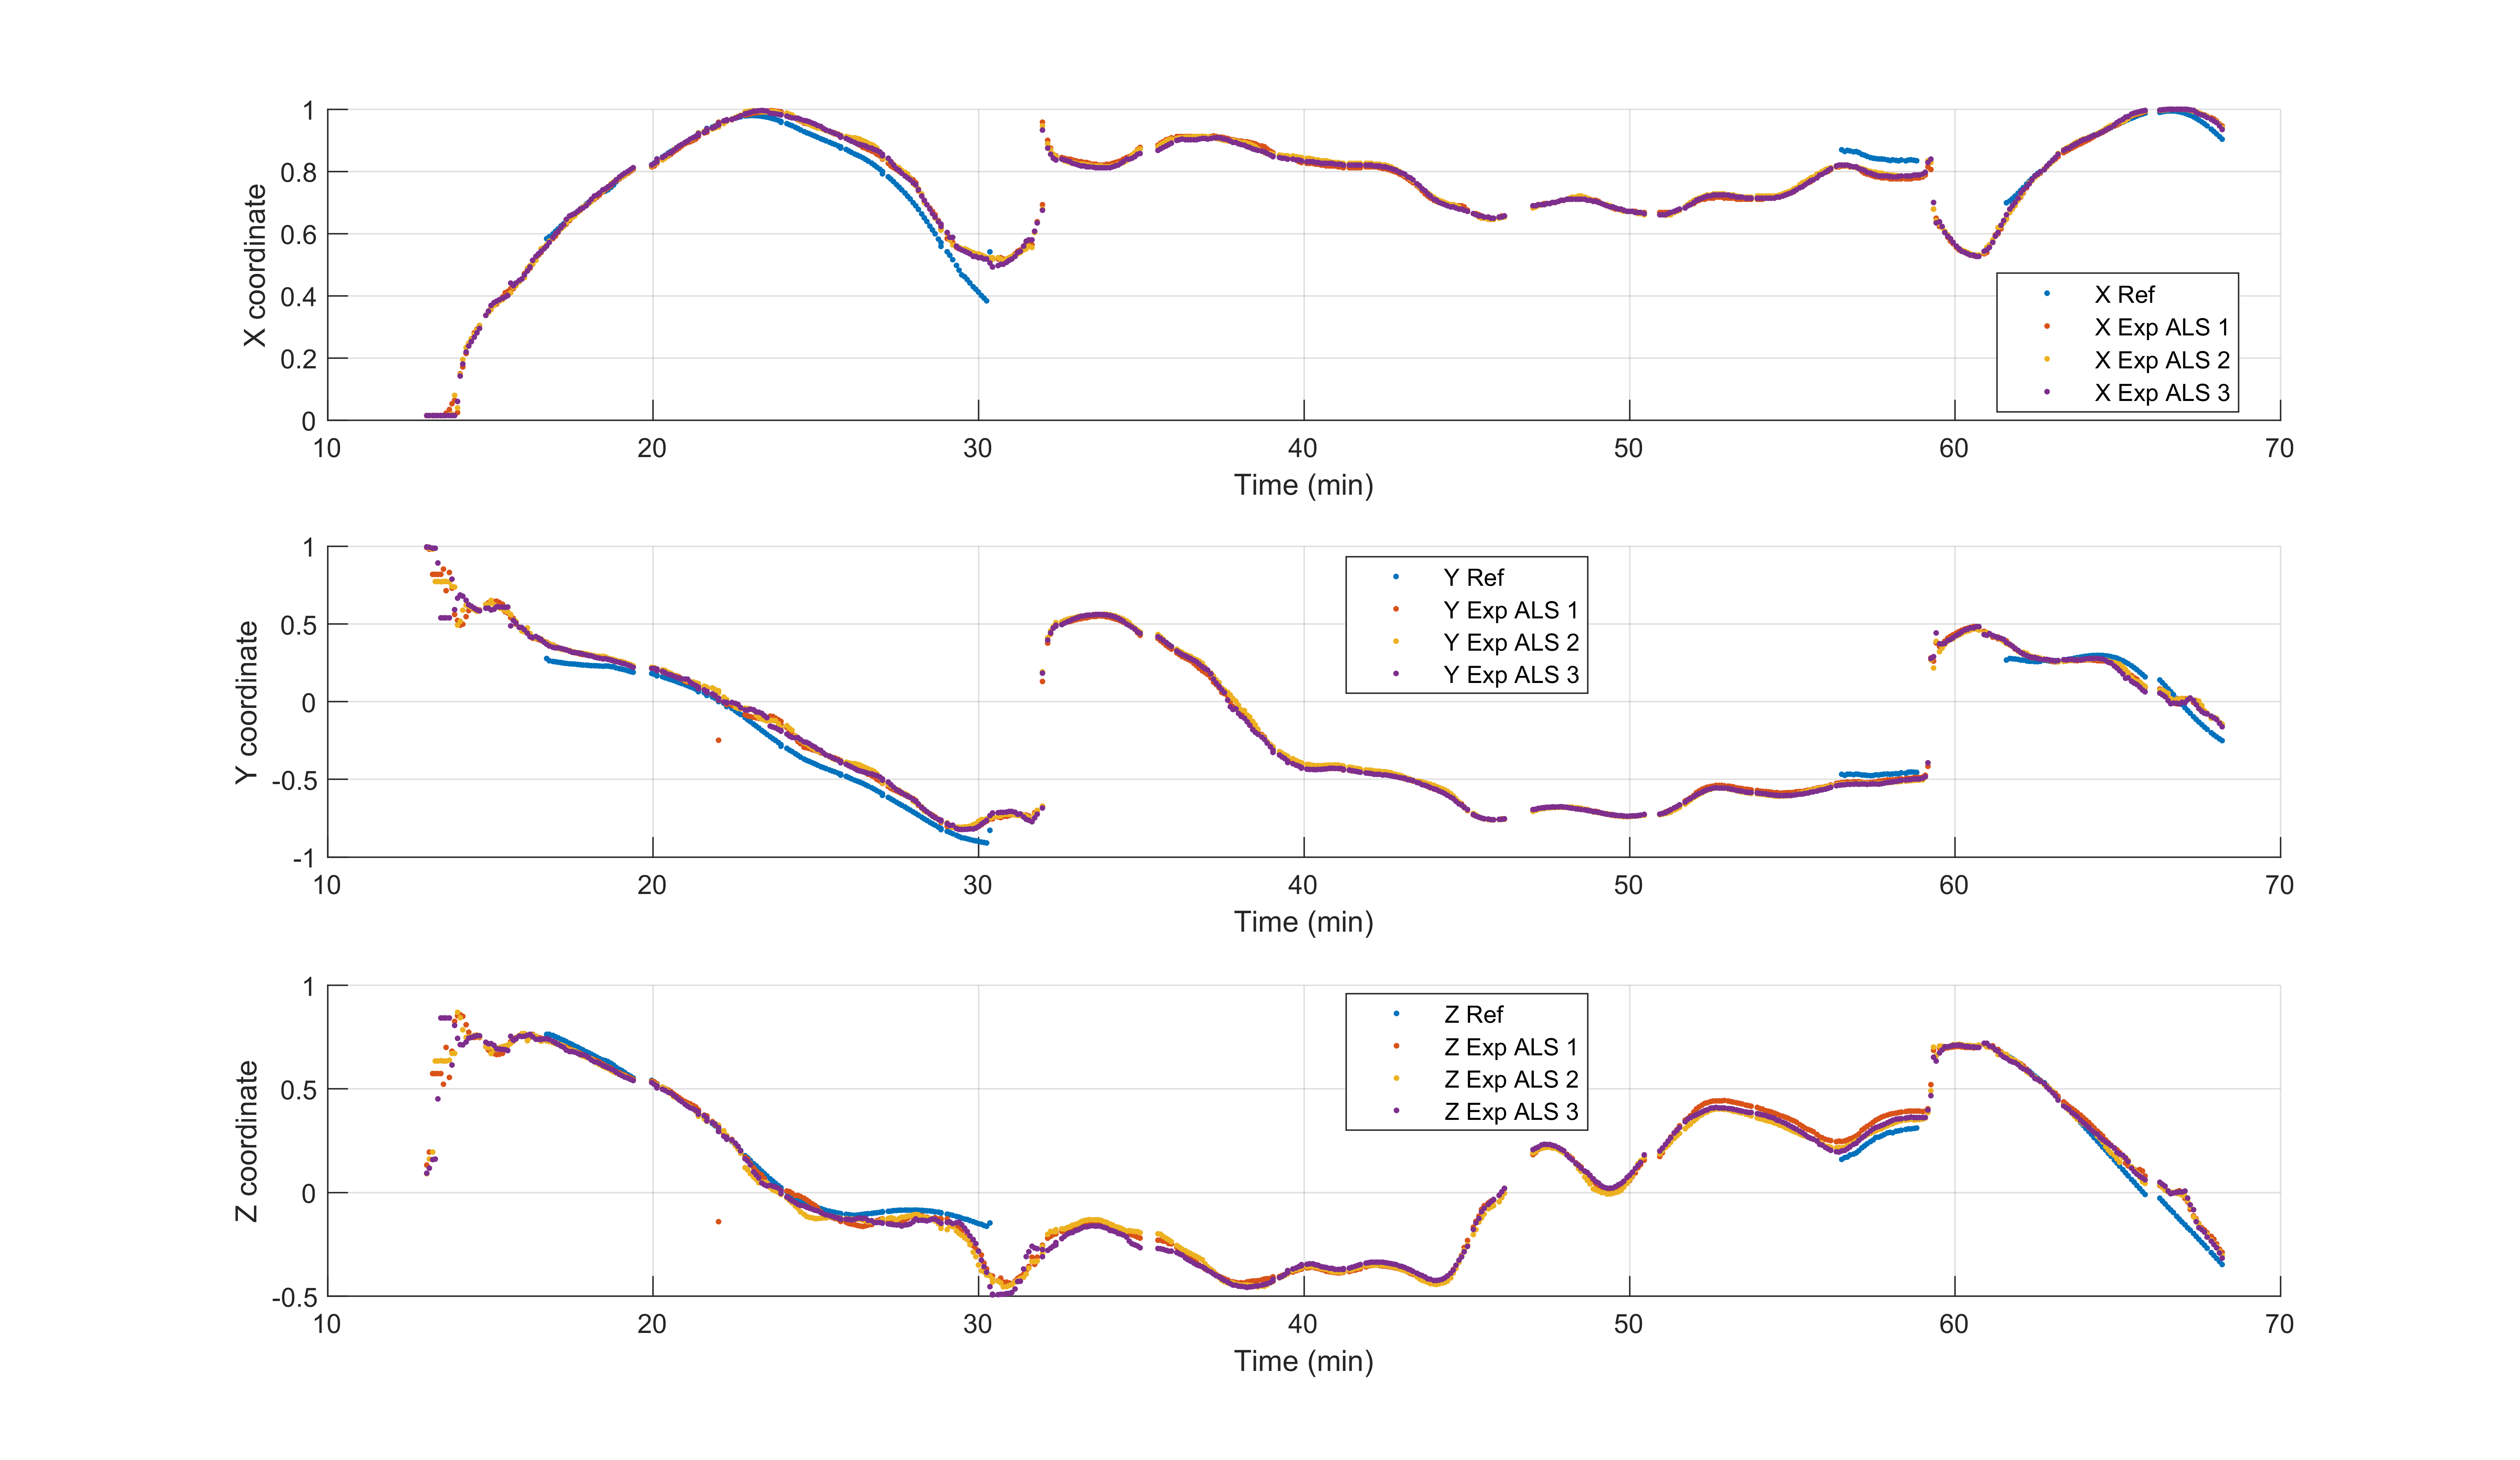 1
0.8
0.6
0.4
0.2
0
X coordinate
10 20 30 40 50 60 70
Time (min)
X Ref
X Exp ALS 1
X Exp ALS 2
X Exp ALS 3
1
0.5
0
-0.5
-1
Y coordinate
10 20 30 40 50 60 70
Time (min)
Y Ref
Y Exp ALS 1
Y Exp ALS 2
Y Exp ALS 3
1
0.5
0
-0.5
Z coordinate
10 20 30 40 50 60 70
Time (min)
Z Ref
Z Exp ALS 1
Z Exp ALS 2
Z Exp ALS 3